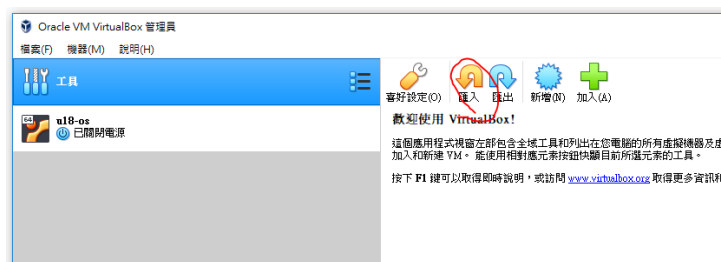 Oracle VM VirtualBox 管理員
檔案(F) 機器(M) 說明(H)
工具
喜好設定(O) 匯入 匯出 新增(N) 加入(A)
64
u18-os
已關閉電源
歡迎使用 VirtualBox!
這個應用程式視窗左部包含全域工具和列出在您電腦的所有虛擬機器及虛
加入和新建 VM。能使用相對應元素按鈕快顯目前所選元素的工具。
按下 F1 鍵可以取得即時說明，或訪問 www.virtualbox.org 取得更多資訊和